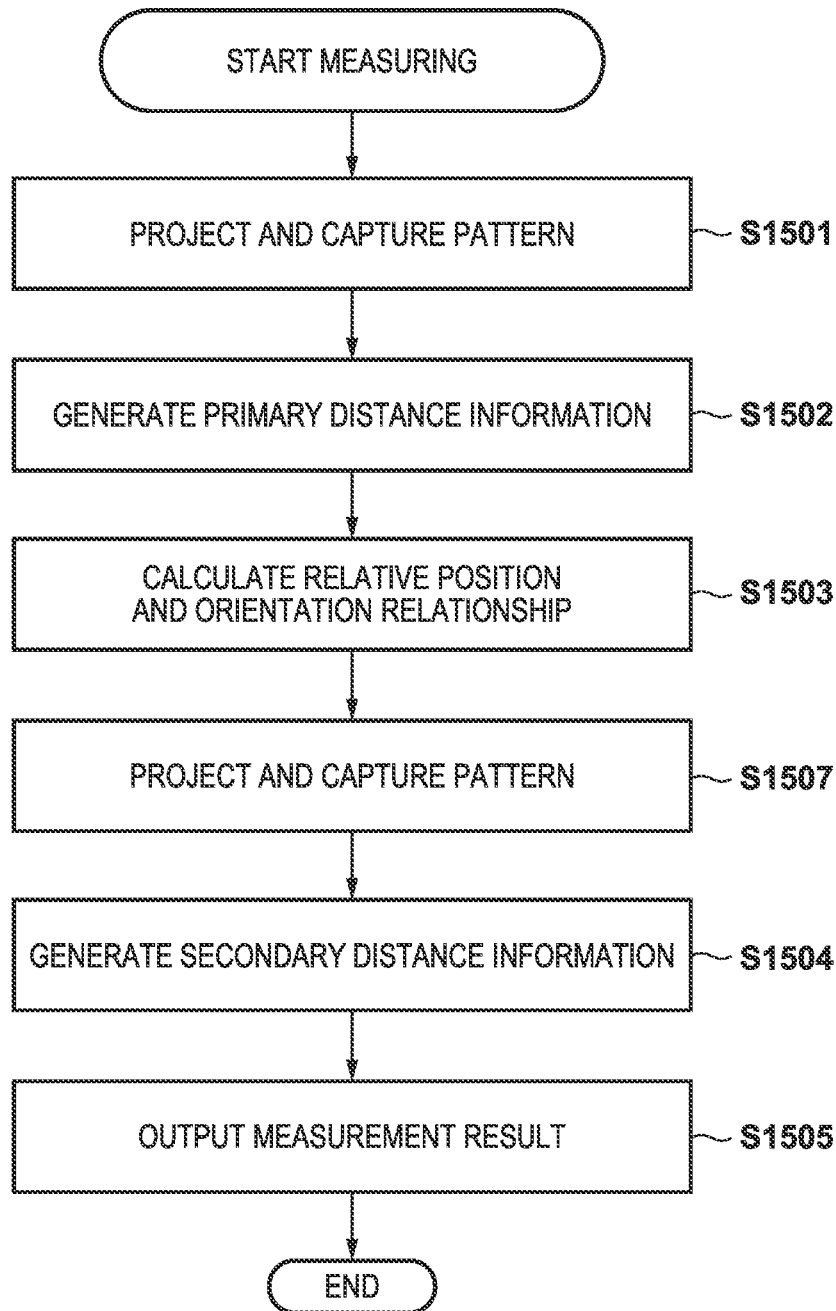 START MEASURING
PROJECT AND CAPTURE PATTERN
S1501
GENERATE PRIMARY DISTANCE INFORMATION
S1502
CALCULATE RELATIVE POSITION
AND ORIENTATION RELATIONSHIP
S1503
PROJECT AND CAPTURE PATTERN
S1507
GENERATE SECONDARY DISTANCE INFORMATION
S1504
OUTPUT MEASUREMENT RESULT
S1505
END